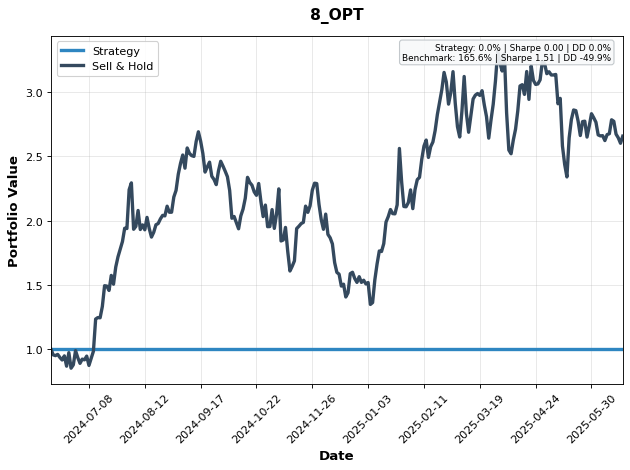 8_OPT
Strategy
Sell & Hold
Strategy: 0.0% | Sharpe 0.00 | DD 0.0%
Benchmark: 165.6% | Sharpe 1.51 | DD -49.9%
Portfolio Value
3.0
2.5
2.0
1.5
1.0
2024-07-08
2024-08-12
2024-09-17
2024-10-22
2024-11-26
2025-01-03
2025-02-11
2025-03-19
2025-04-24
2025-05-30
Date